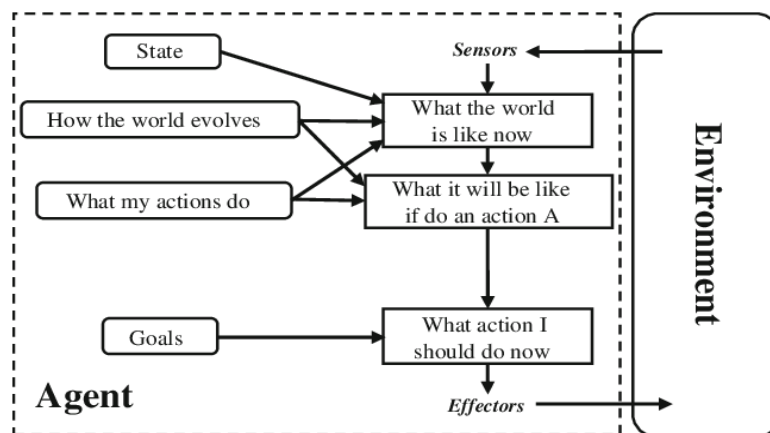 State
Sensors
How the world evolves
What the world
is like now
What my actions do
What it will be like
if do an action A
Goals
What action I
should do now
Agent
Effectors
Environment